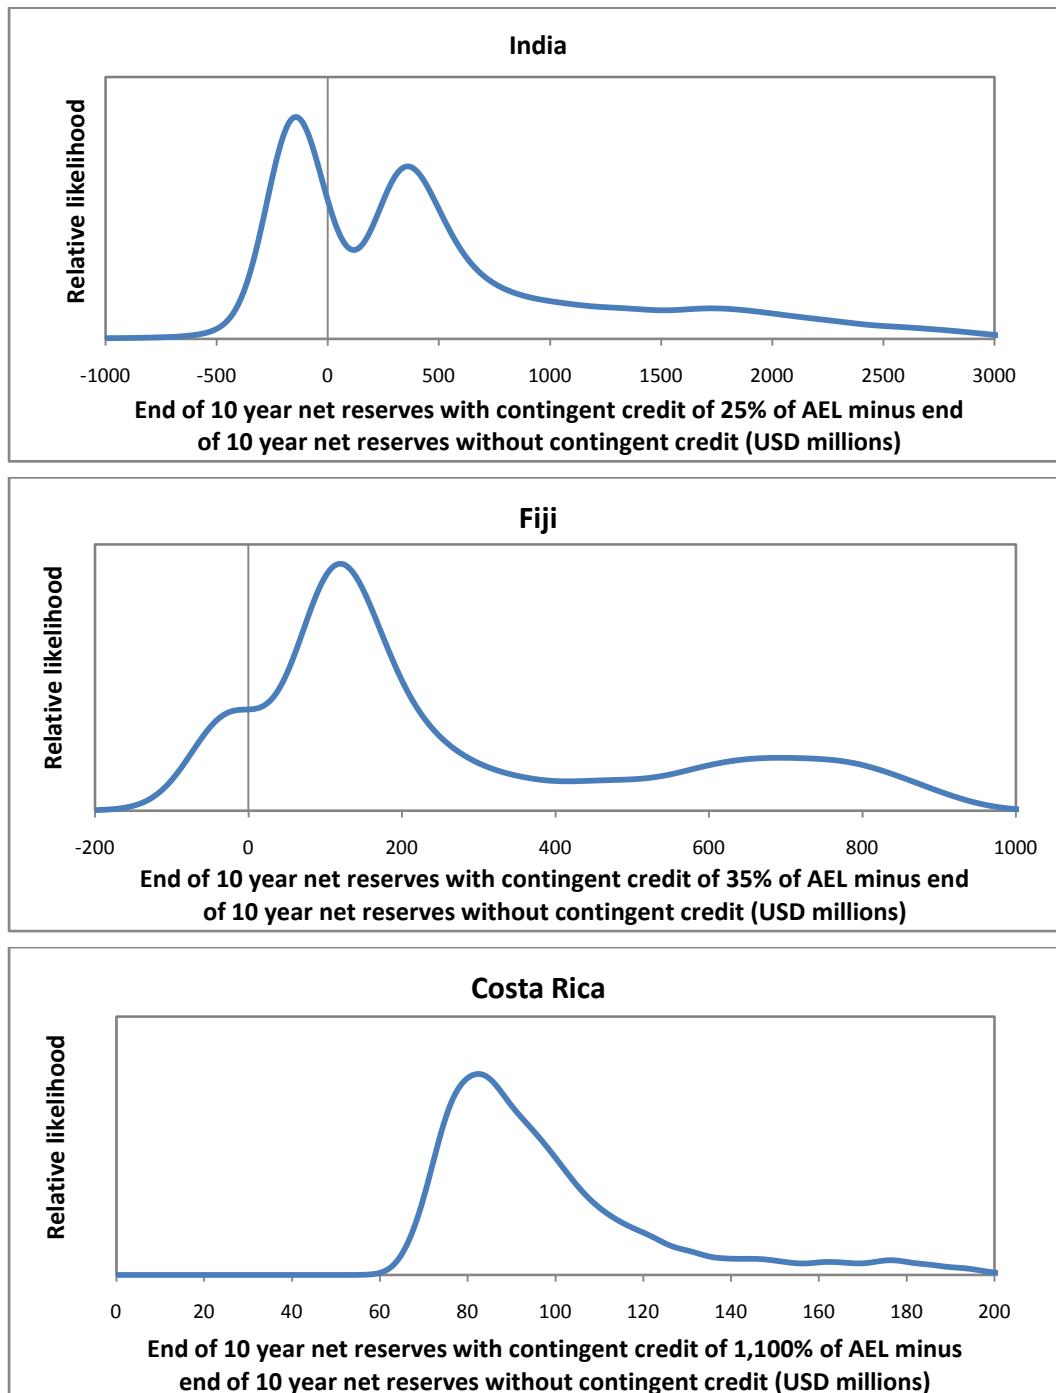 India
Relative likelihood
-1000 -500 0 500 1000 1500 2000 2500 3000
End of 10 year net reserves with contingent credit of 25% of AEL minus end
of 10 year net reserves without contingent credit (USD millions)
Fiji
Relative likelihood
-200 0 200 400 600 800 1000
End of 10 year net reserves with contingent credit of 35% of AEL minus end
of 10 year net reserves without contingent credit (USD millions)
Costa Rica
Relative likelihood
0 20 40 60 80 100 120 140 160 180 200
End of 10 year net reserves with contingent credit of 1,100% of AEL minus
end of 10 year net reserves without contingent credit (USD millions)